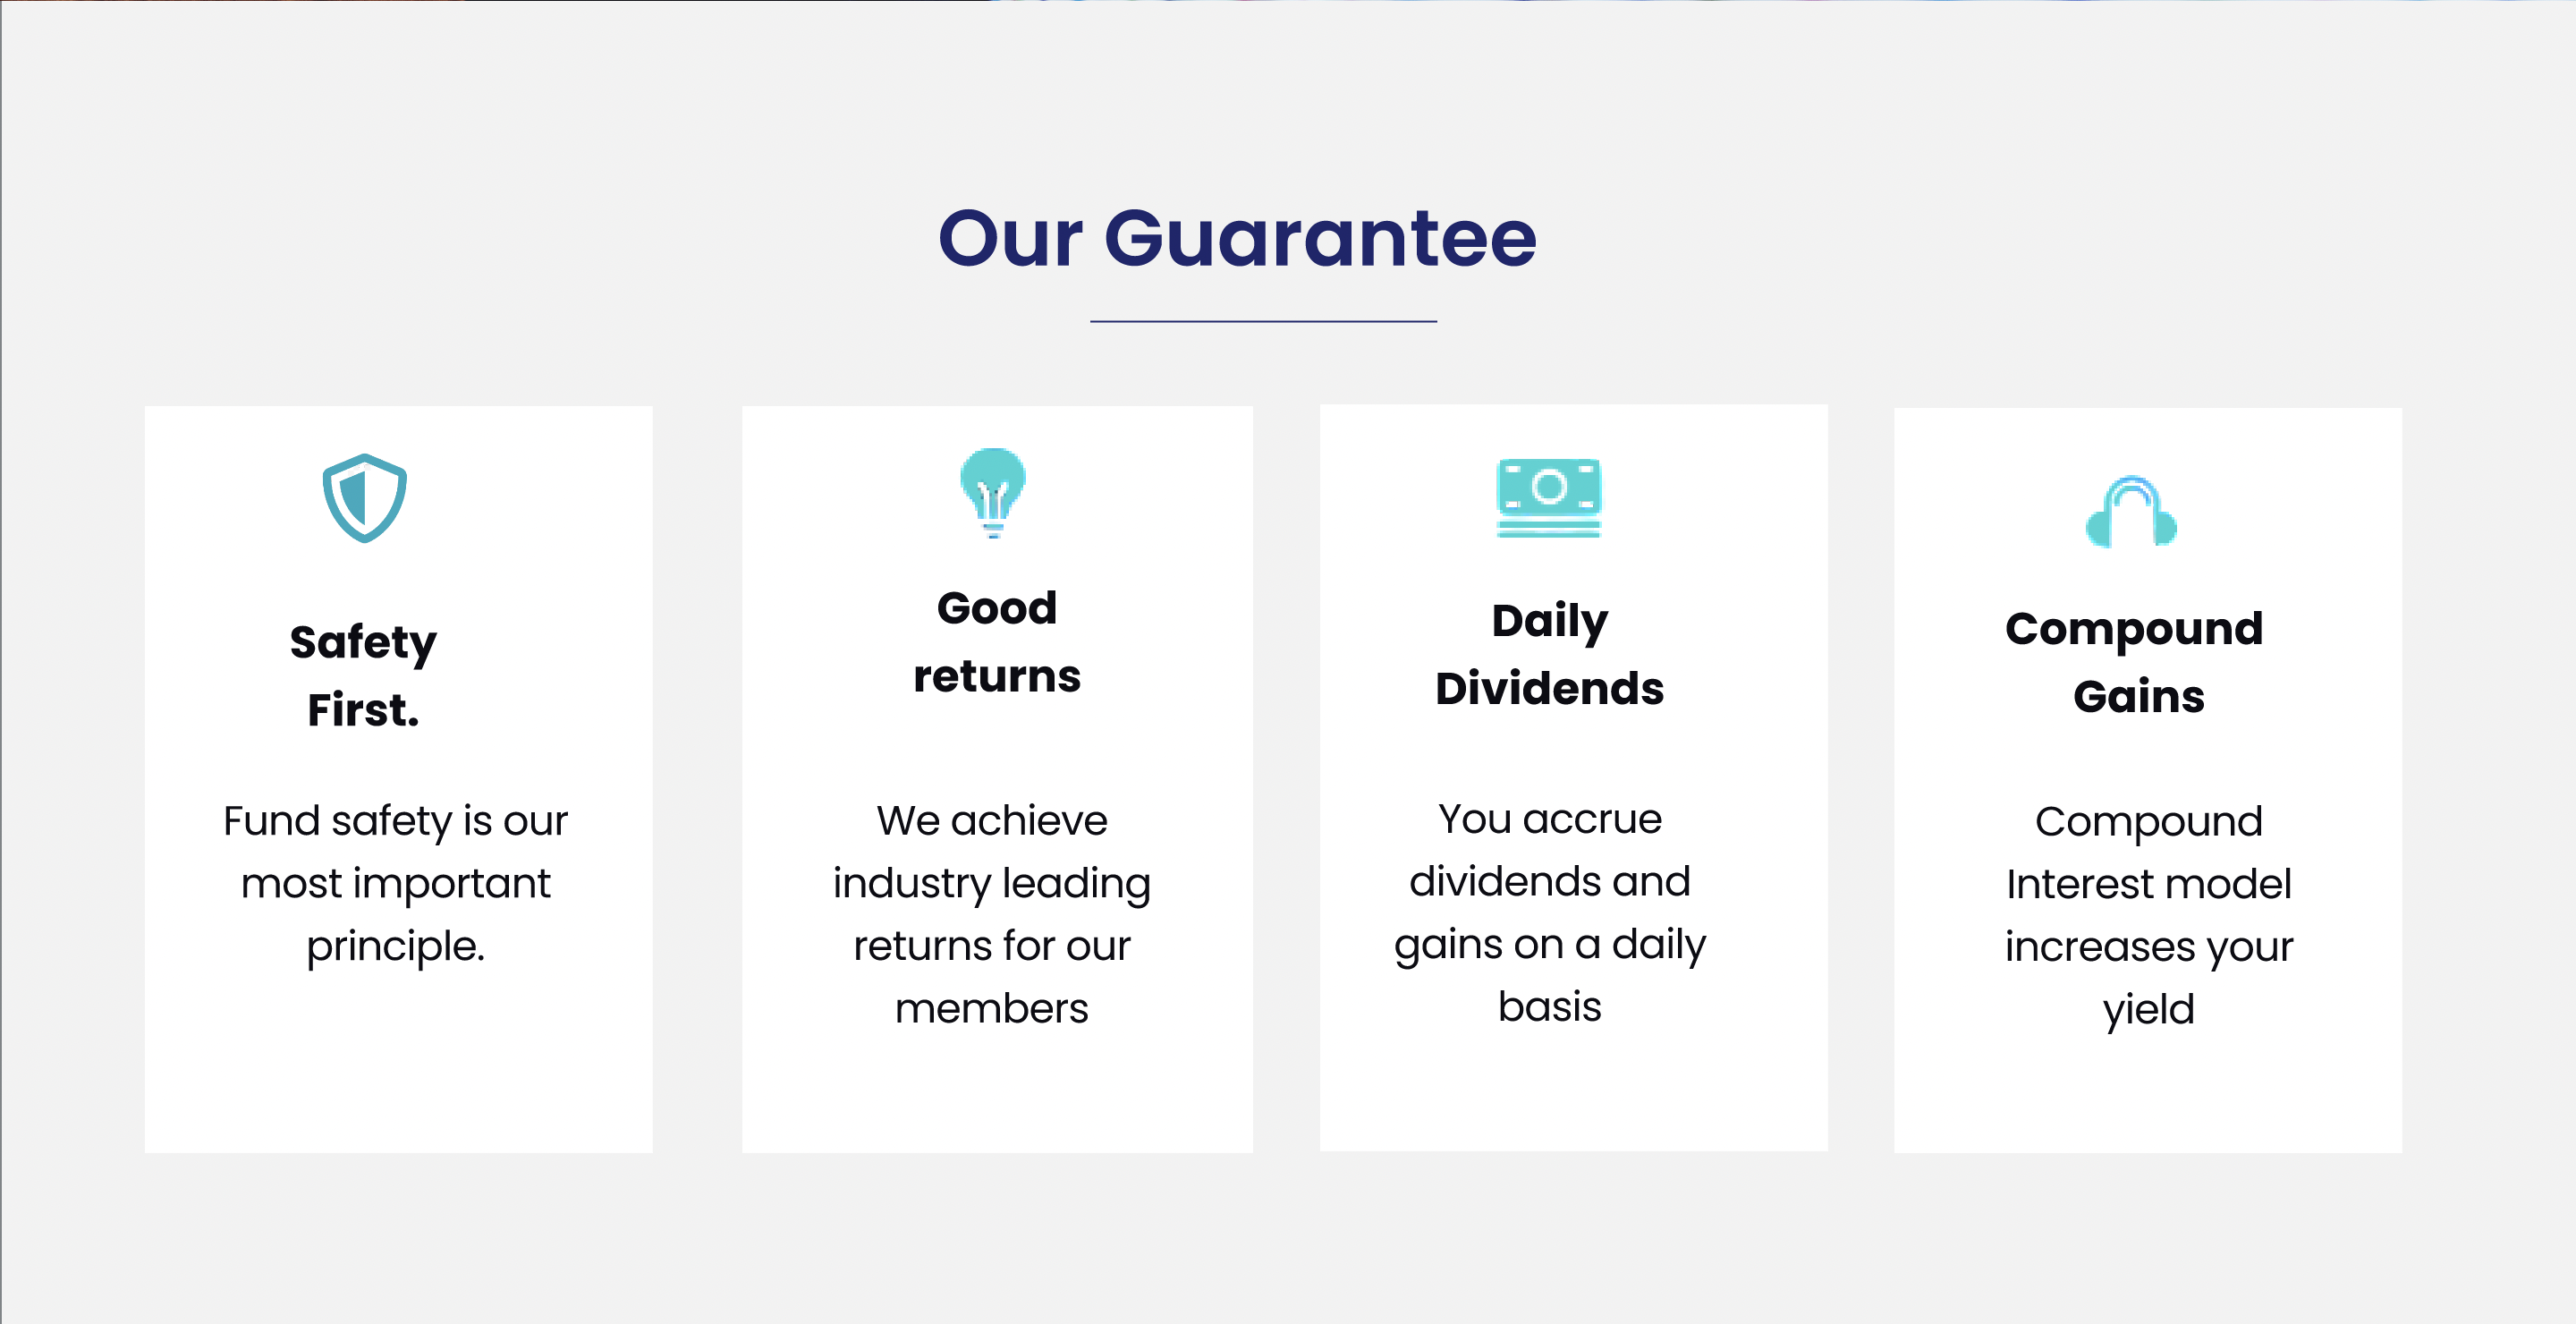 Our Guarantee
Safety
First.
Fund safety is our
most important
principle.
Good
returns
We achieve
industry leading
returns for our
members
Daily
Dividends
You accrue
dividends and
gains on a daily
basis
Compound
Gains
Compound
Interest model
increases your
yield